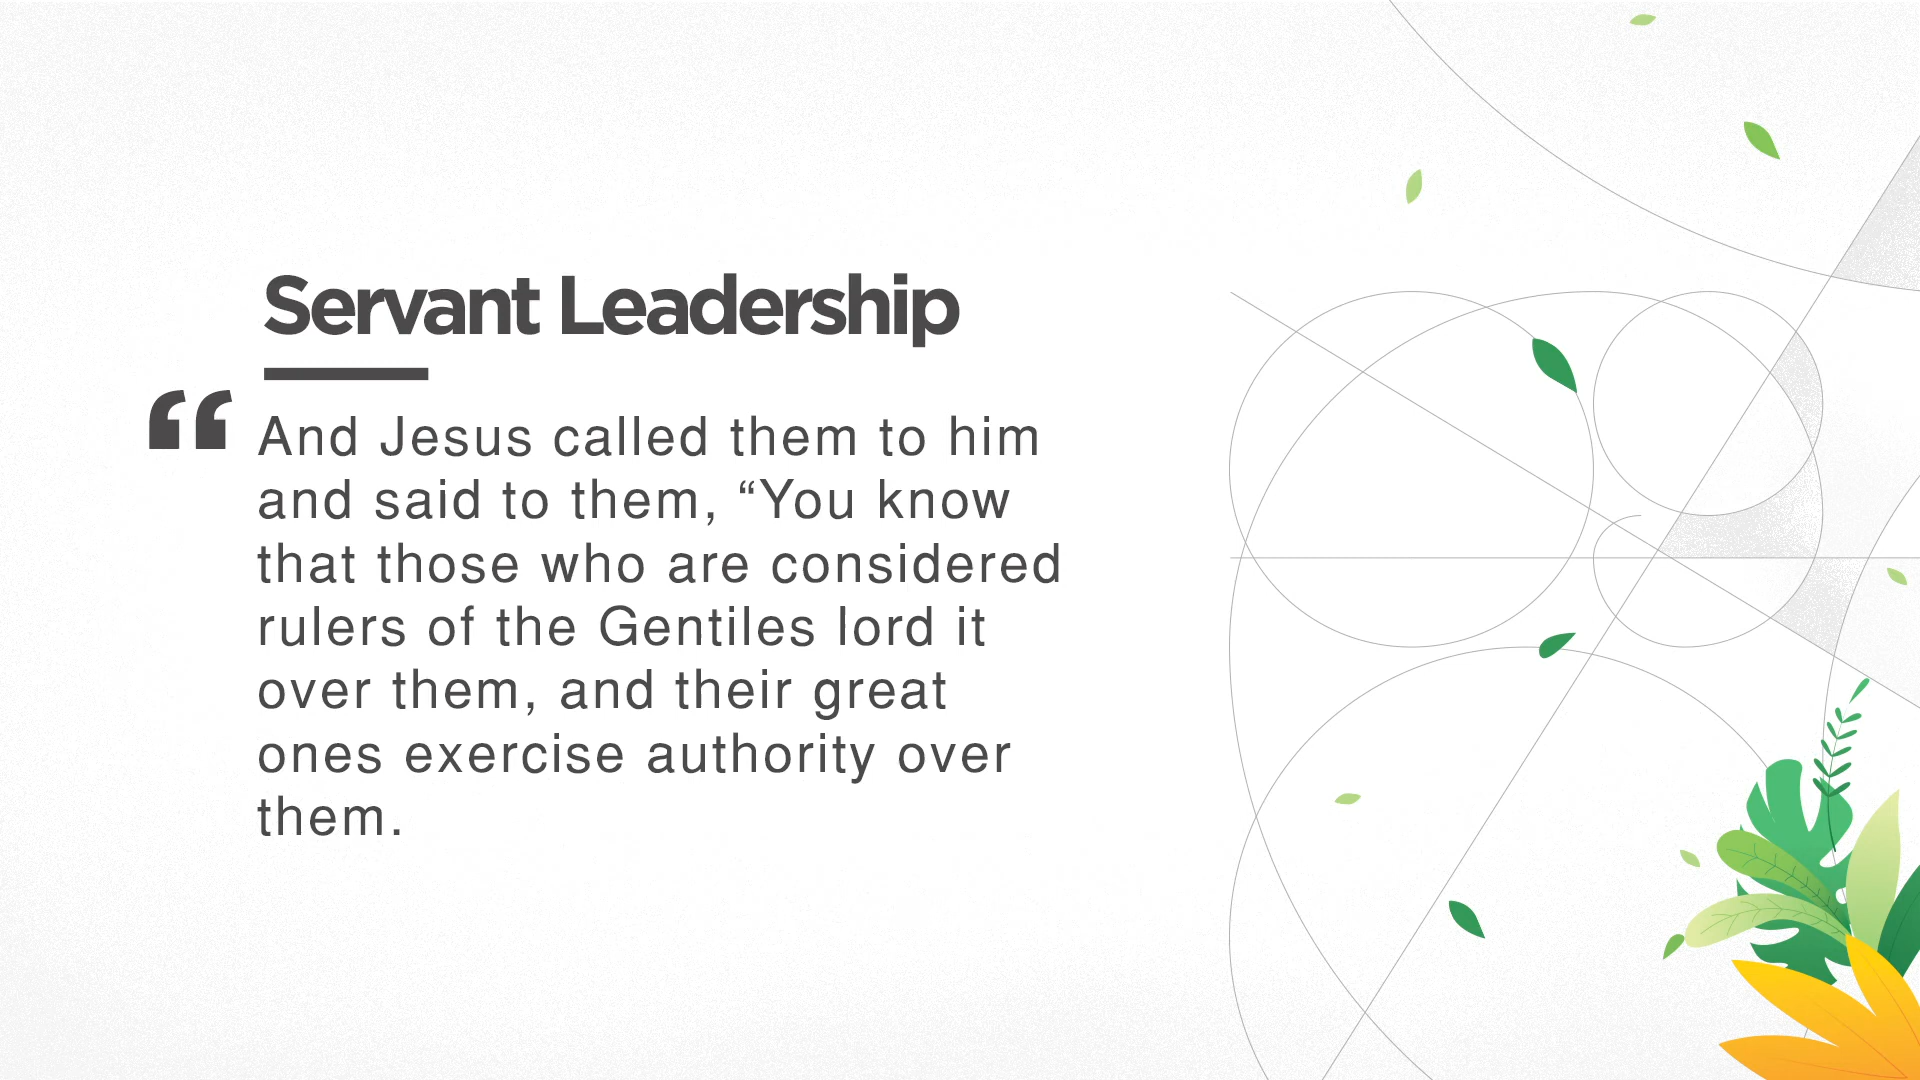 Servant Leadership
“
And Jesus called them to him
and said to them, “You know
that those who are considered
rulers of the Gentiles lord it
over them, and their great
ones exercise authority over
them.